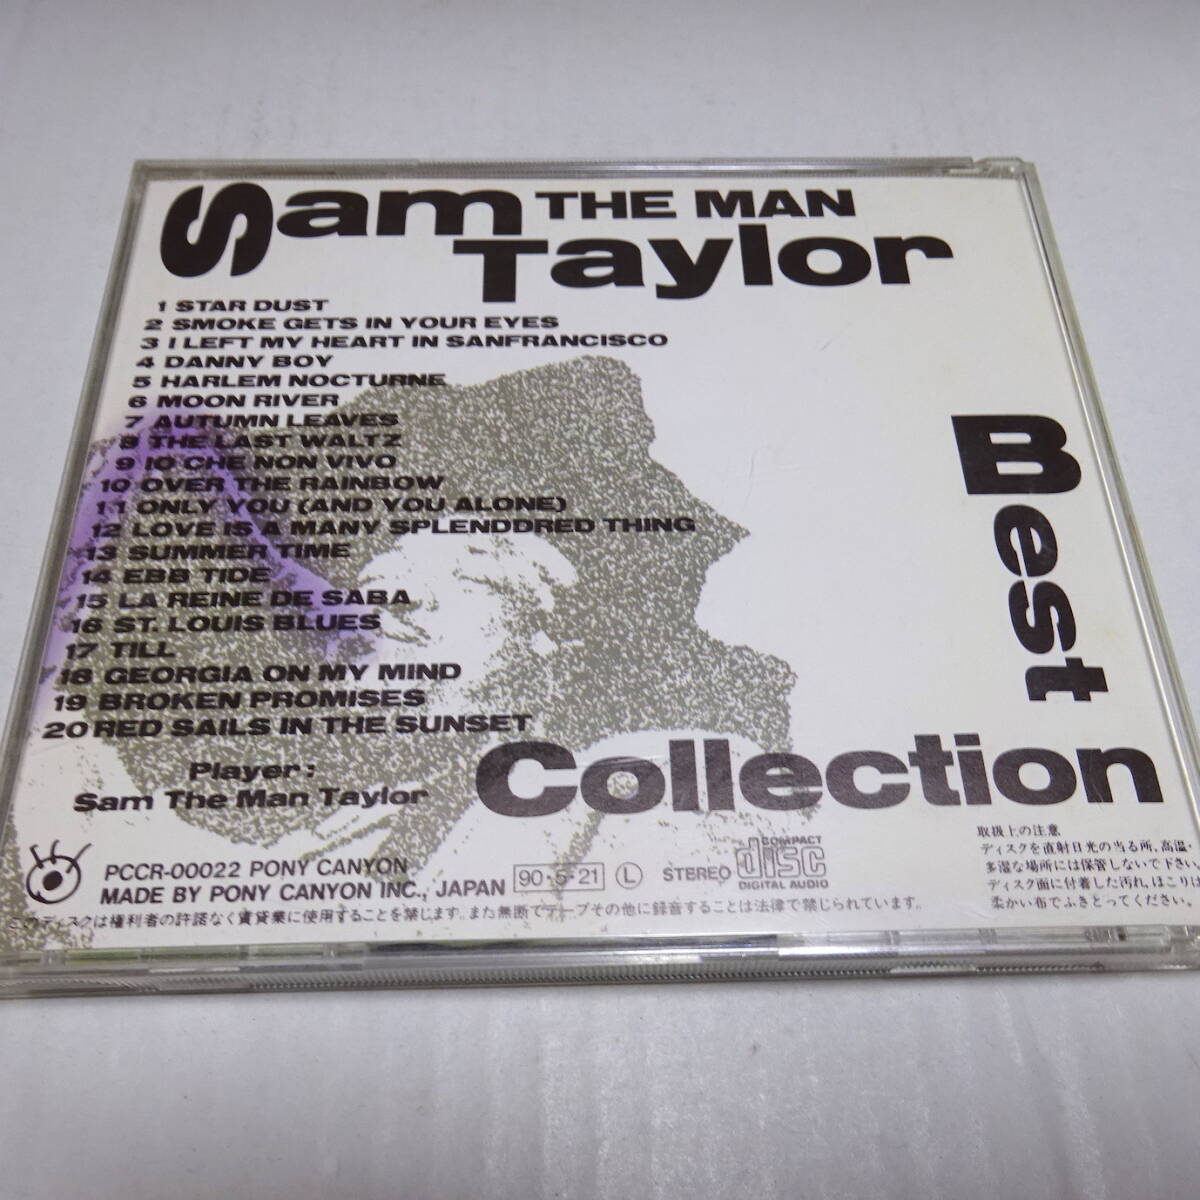 Sam THE MAN
Taylor
1 STAR DUST
2 SMOKE GETS IN YOUR EYES
3 I LEFT MY HEART IN SANFRANCISCO
4 DANNY BOY
5 HARLEM NOCTURNE
6 MOON RIVER
7 AUTUMN LEAVES
8 THE LAST WALTZ
9 IO CHE NON VIVO
10 OVER THE RAINBOW
11 ONLY YOU (AND YOU ALONE)
12 LOVE IS A MANY SPLENDDRED THING
13 SUMMER TIME
14 EBB TIDE
15 LA REINE DE SABA
16 ST. LOUIS BLUES
17 TILL
18 GEORGIA ON MY MIND
19 BROKEN PROMISES
20 RED SAILS IN THE SUNSET
Player:
Sam The Man Taylor
Best
Collection
PCCR-00022 PONY CANYON
MADE BY PONY CANYON INC., JAPAN 90・5・21 L STEREO
COMPACT
disc
DIGITAL AUDIO
このディスクは権利者の許諾なく賃貸業に使用することを禁じます。また無断でテープその他に録音することは法律で禁じられています。
取扱上の注意
ディスクを直射日光の当る所、高温・
多湿な場所には保管しないで下さい
ディスク面に付着した汚れ、ほこりは
柔かい布でふきとってください。